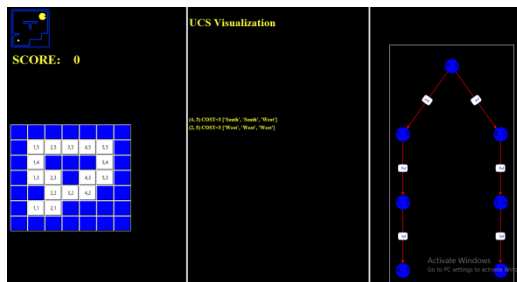 SCORE: 0
1,5 2,5 3,5 4,5 5,5
1,4 5,4
1,3 2,3 4,3 5,3
2,2 3,2 4,2
1,1 2,1
UCS Visualization
(4, 3) COST=3 ['South', 'South', 'West']
(2, 5) COST=3 ['West', 'West', 'West']
Activate Windows
Go to PC settings to activate Win